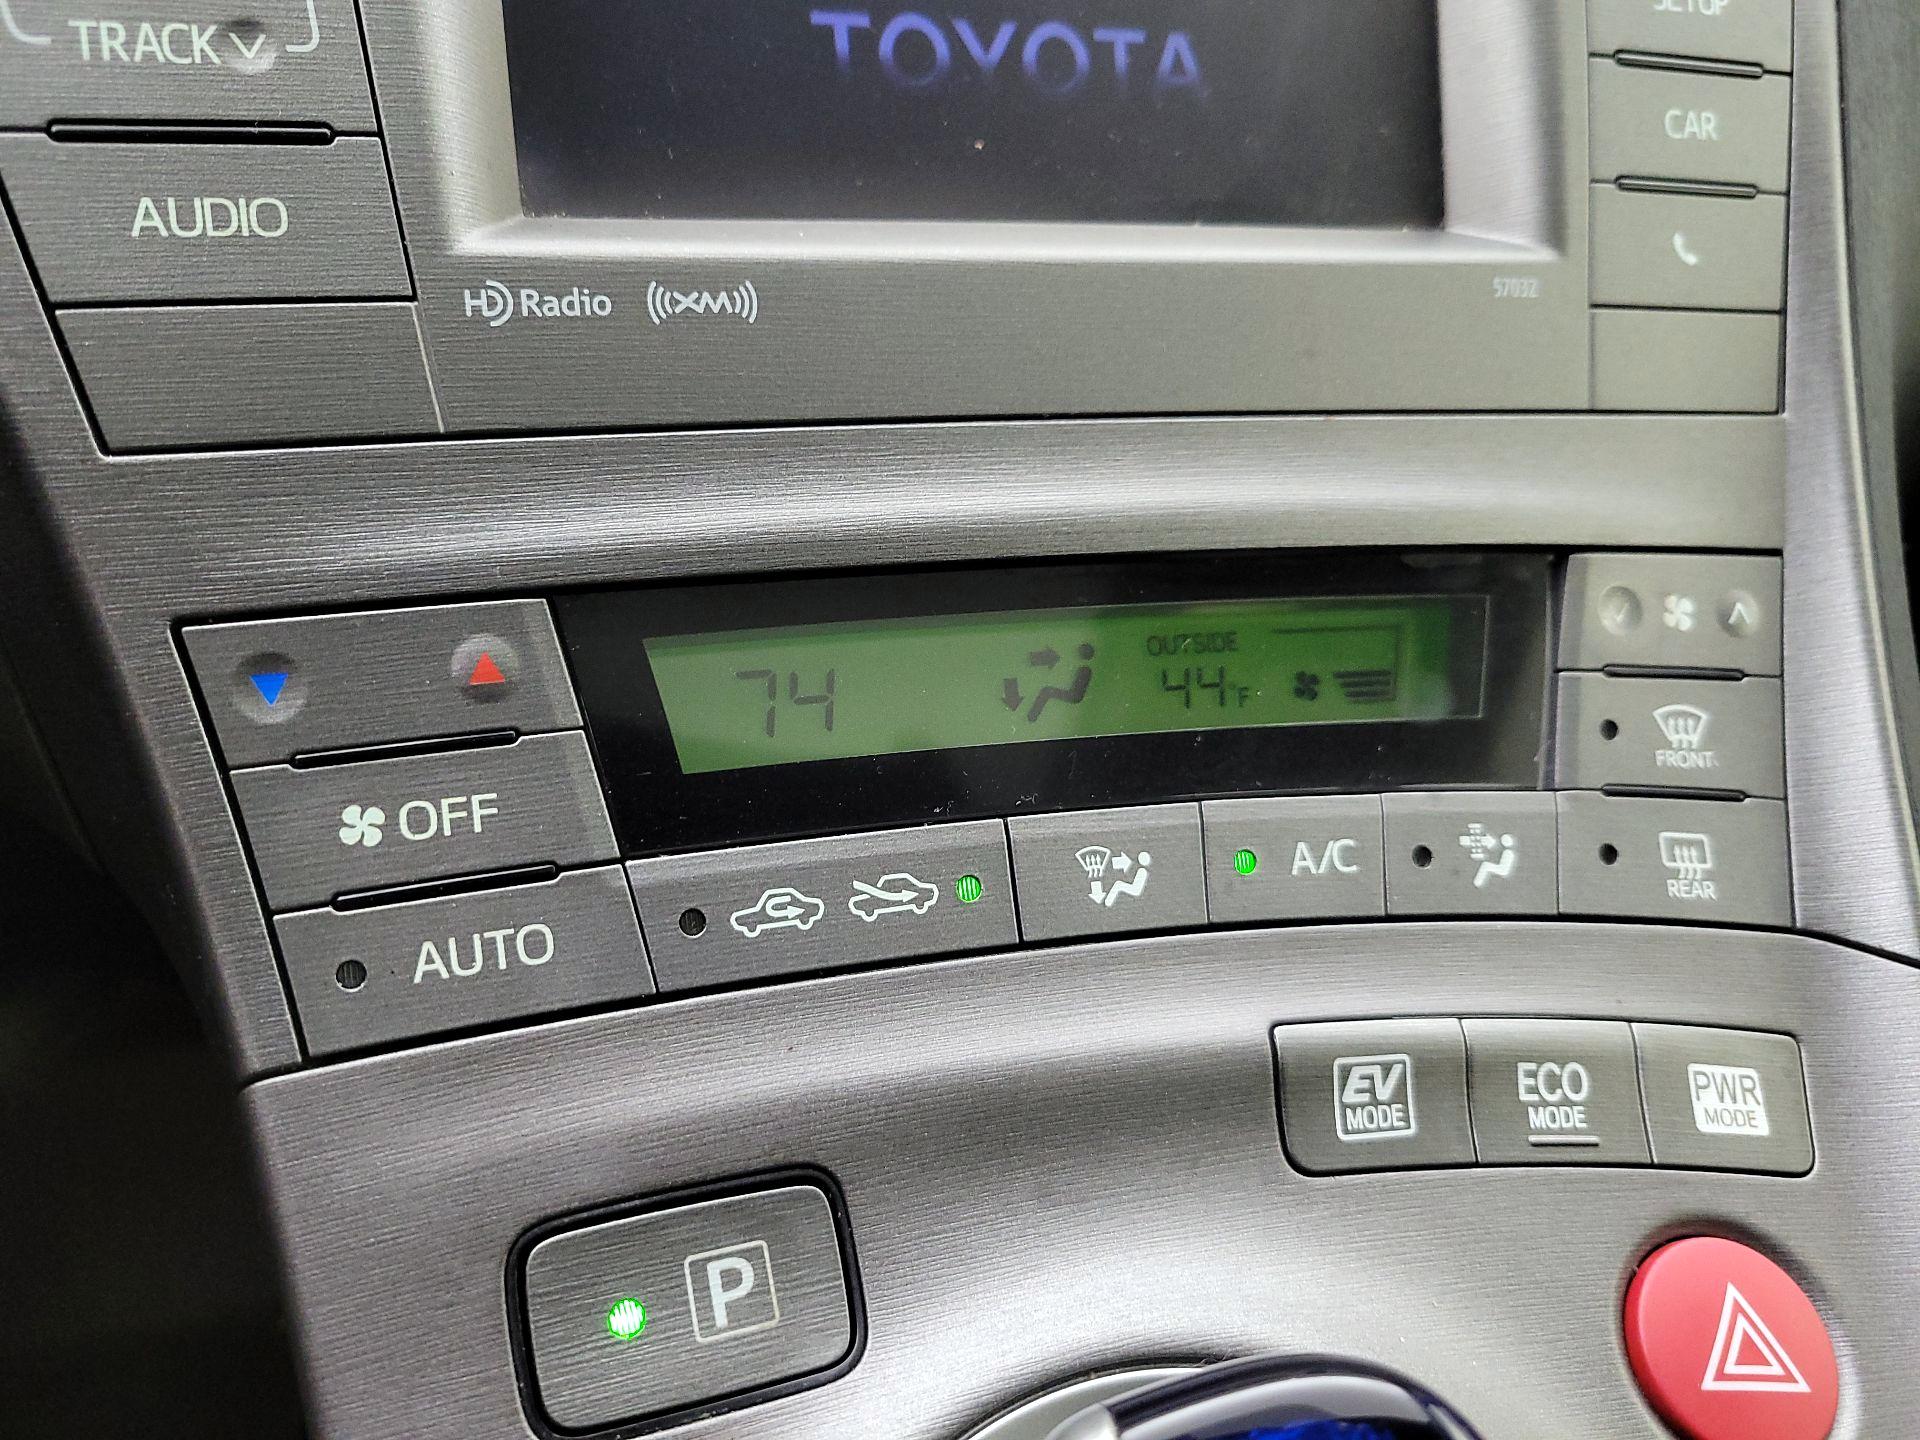 TOYOTA
SETUP
TRACK
CAR
AUDIO
HD Radio
((XM))
57032
OUTSIDE
74
44°F
FRONT
OFF
A/C
REAR
AUTO
EV
MODE
ECO
MODE
PWR
MODE
P